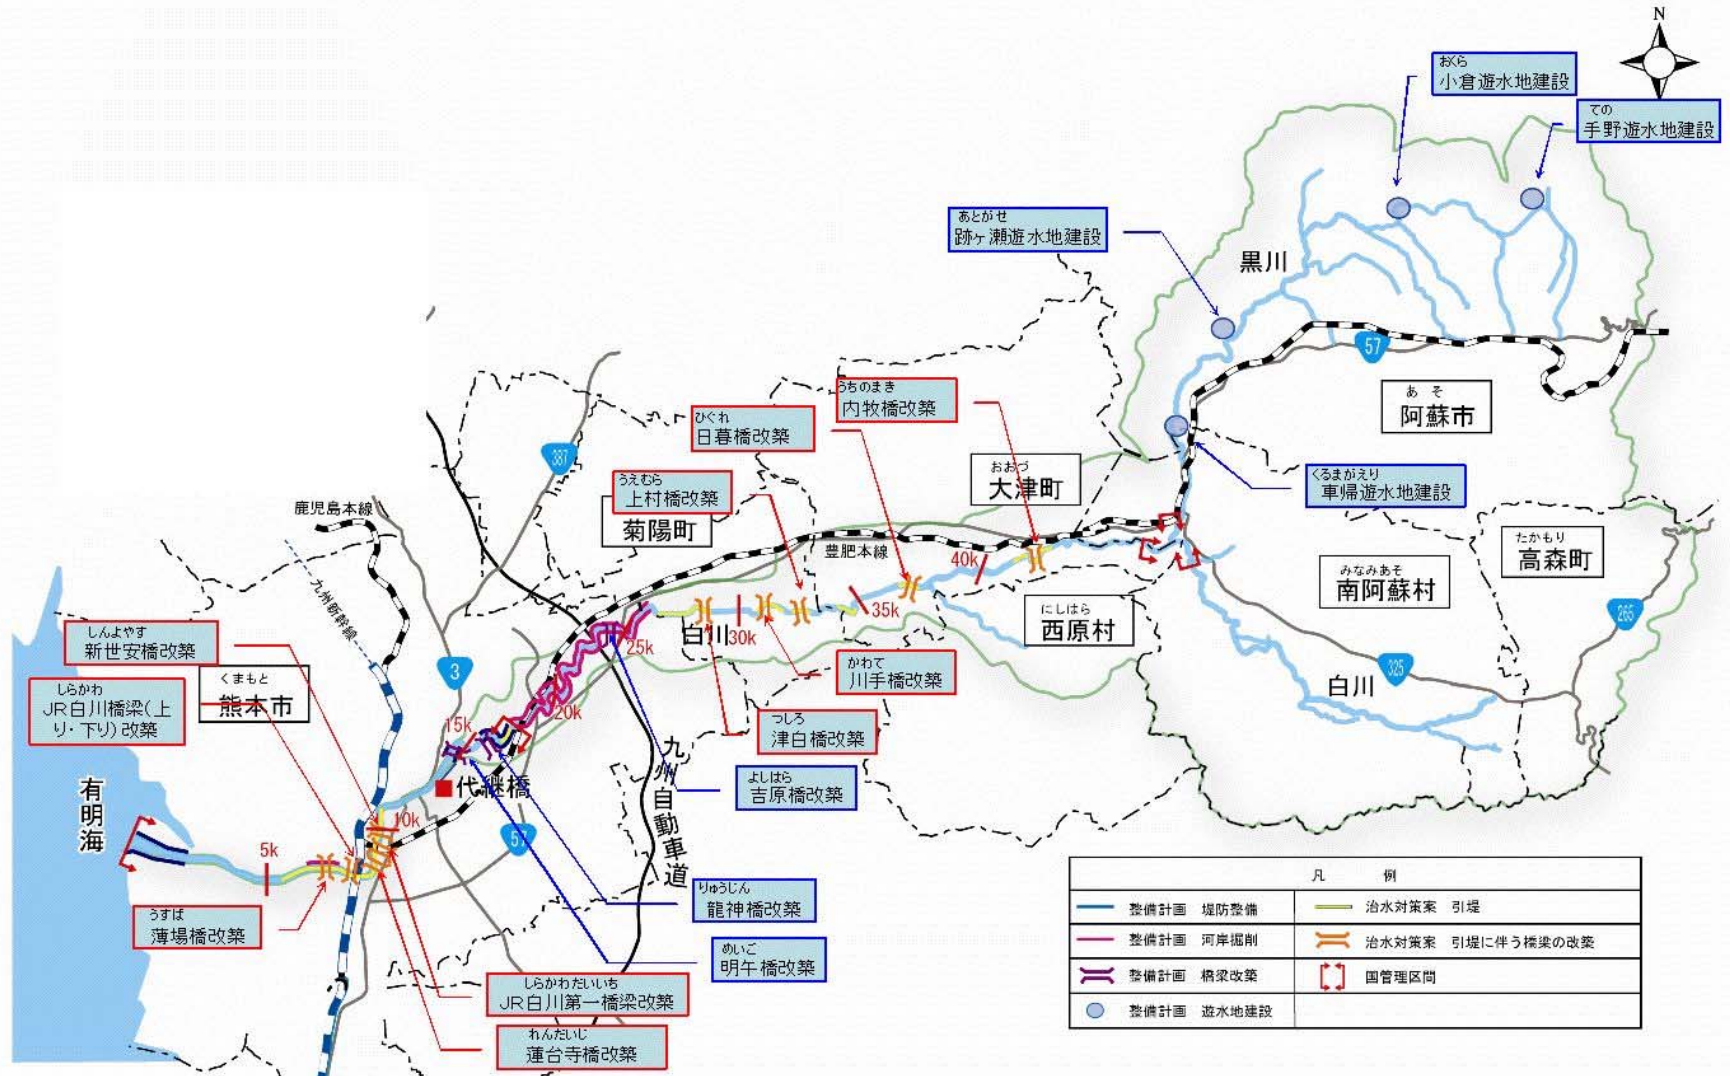 N
おくら
小倉遊水地建設
ての
手野遊水地建設
あとがせ
跡ヶ瀬遊水地建設
黒川
57
あそ
阿蘇市
うちのまき
内牧橋改築
ひぐれ
日暮橋改築
387
うえむら
上村橋改築
菊陽町
おおづ
大津町
くるまがえり
車帰遊水地建設
鹿児島本線
豊肥本線
40k
たかもり
高森町
みなみあそ
南阿蘇村
九州新幹線
35k
にしはら
西原村
265
しんよやす
新世安橋改築
白川
30k
25k
かわて
川手橋改築
3
くまもと
熊本市
しらかわ
JR白川橋梁(上
り・下り)改築
325
白川
20k
15k
つしろ
津白橋改築
九州自動車道
よしはら
吉原橋改築
代継橋
有明海
10k
57
5k
りゅうじん
龍神橋改築
うすば
薄場橋改築
めいご
明午橋改築
しらかわだいいち
JR白川第一橋梁改築
れんだいじ
蓮台寺橋改築
凡 例
整備計画 堤防整備
治水対策案 引堤
整備計画 河岸掘削
治水対策案 引堤に伴う橋梁の改築
整備計画 橋梁改築
国管理区間
整備計画 遊水地建設